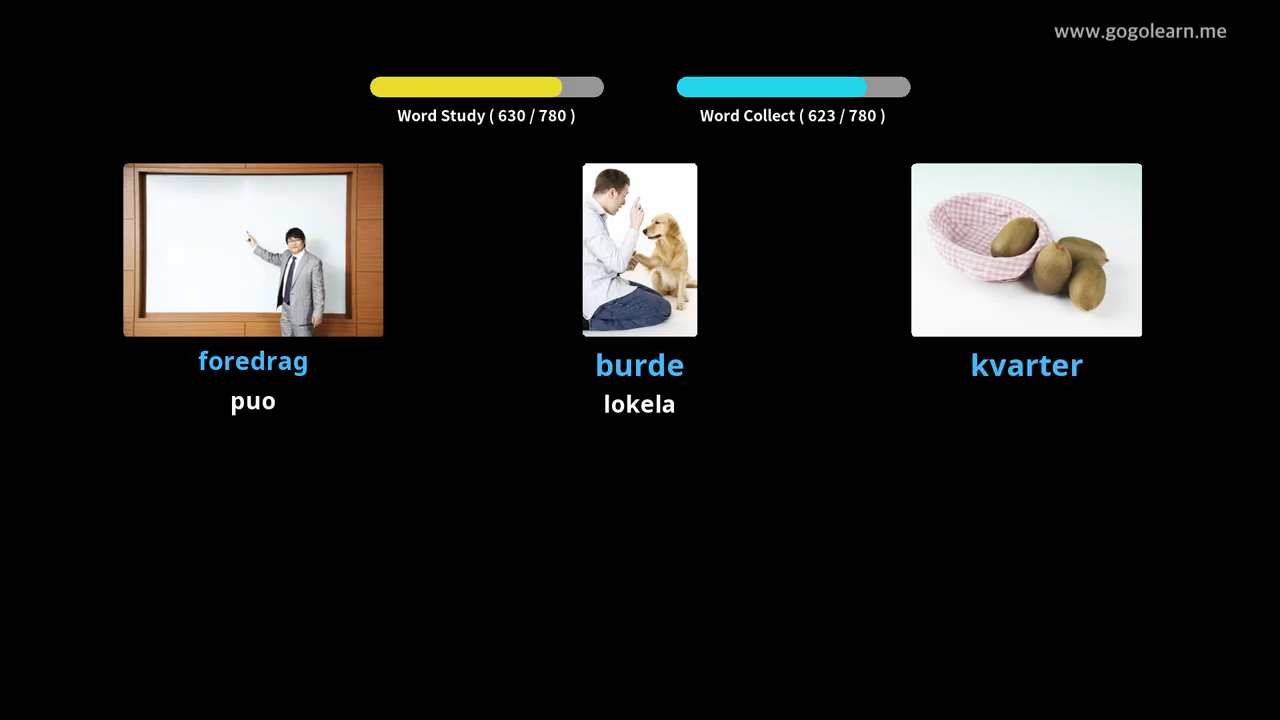 www.gogolearn.me
Word Study ( 630 / 780 )
Word Collect ( 623 / 780 )
foredrag
puo
burde
lokela
kvarter